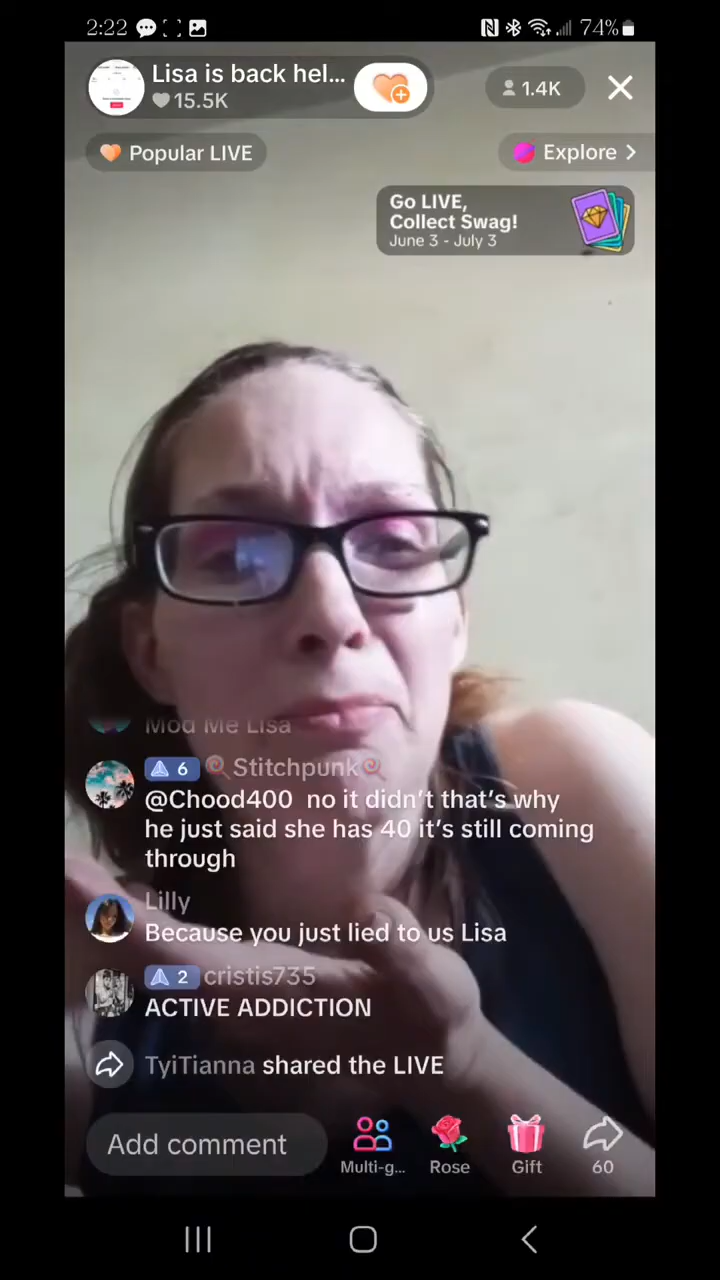 2:22
74%
Lisa is back hel...
15.5K
1.4K
Popular LIVE
Explore >
Go LIVE,
Collect Swag!
June 3 - July 3
Mod Me Lisa
6 🍭Stitchpunk🍭
@Chood400 no it didn't that's why
he just said she has 40 it's still coming
through
Lilly
Because you just lied to us Lisa
2 cristis735
ACTIVE ADDICTION
TyiTianna shared the LIVE
Add comment
Multi-g...
Rose
Gift
60